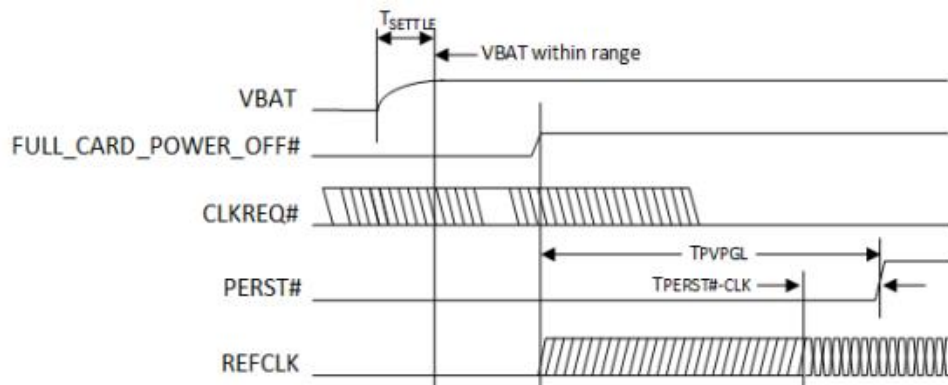 TSETTLE
VBAT within range
VBAT
FULL_CARD_POWER_OFF#
CLKREQ#
TPVPGL
PERST#
TPERST#-CLK
REFCLK